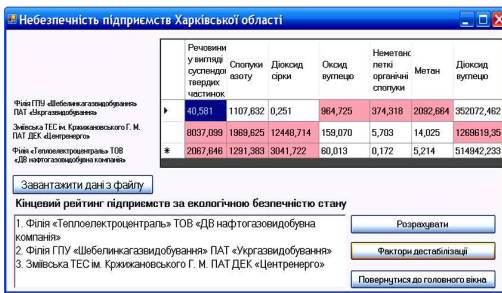 Небезпечність підприємств Харківської області
Речовини у вигляді суспендо твердих частинок	Сполуки азоту	Діоксид сірки	Оксид вуглецю	Неметано леткі органічні сполуки	Метан	Діоксид вуглецю
Філія ГПУ «Шебелинкагазвидобування» ПАТ «Укргазвидобування»	40,581	1107,632	0,251	964,725	374,318	2092,664	352072,462
Зміївська ТЕС ім. Кржижановського Г. М. ПАТ ДЕК «Центренерго»	8037,099	1969,625	12448,714	159,070	5,703	14,025	1269619,35
Філія «Теплоелектроцентраль» ТОВ «ДВ нафтогазовидобувна компанія»	2067,646	1291,383	3041,722	60,013	0,172	5,214	514942,233
Завантажити дані з файлу
Кінцевий рейтинг підприємств за екологічною безпечністю стану
1. Філія «Теплоелектроцентраль» ТОВ «ДВ нафтогазовидобувна
компанія»
2. Філія ГПУ «Шебелинкагазвидобування» ПАТ «Укргазвидобування»
3. Зміївська ТЕС ім. Кржижановського Г. М. ПАТ ДЕК «Центренерго»
Розрахувати
Фактори дестабілізації
Повернутися до головного вікна